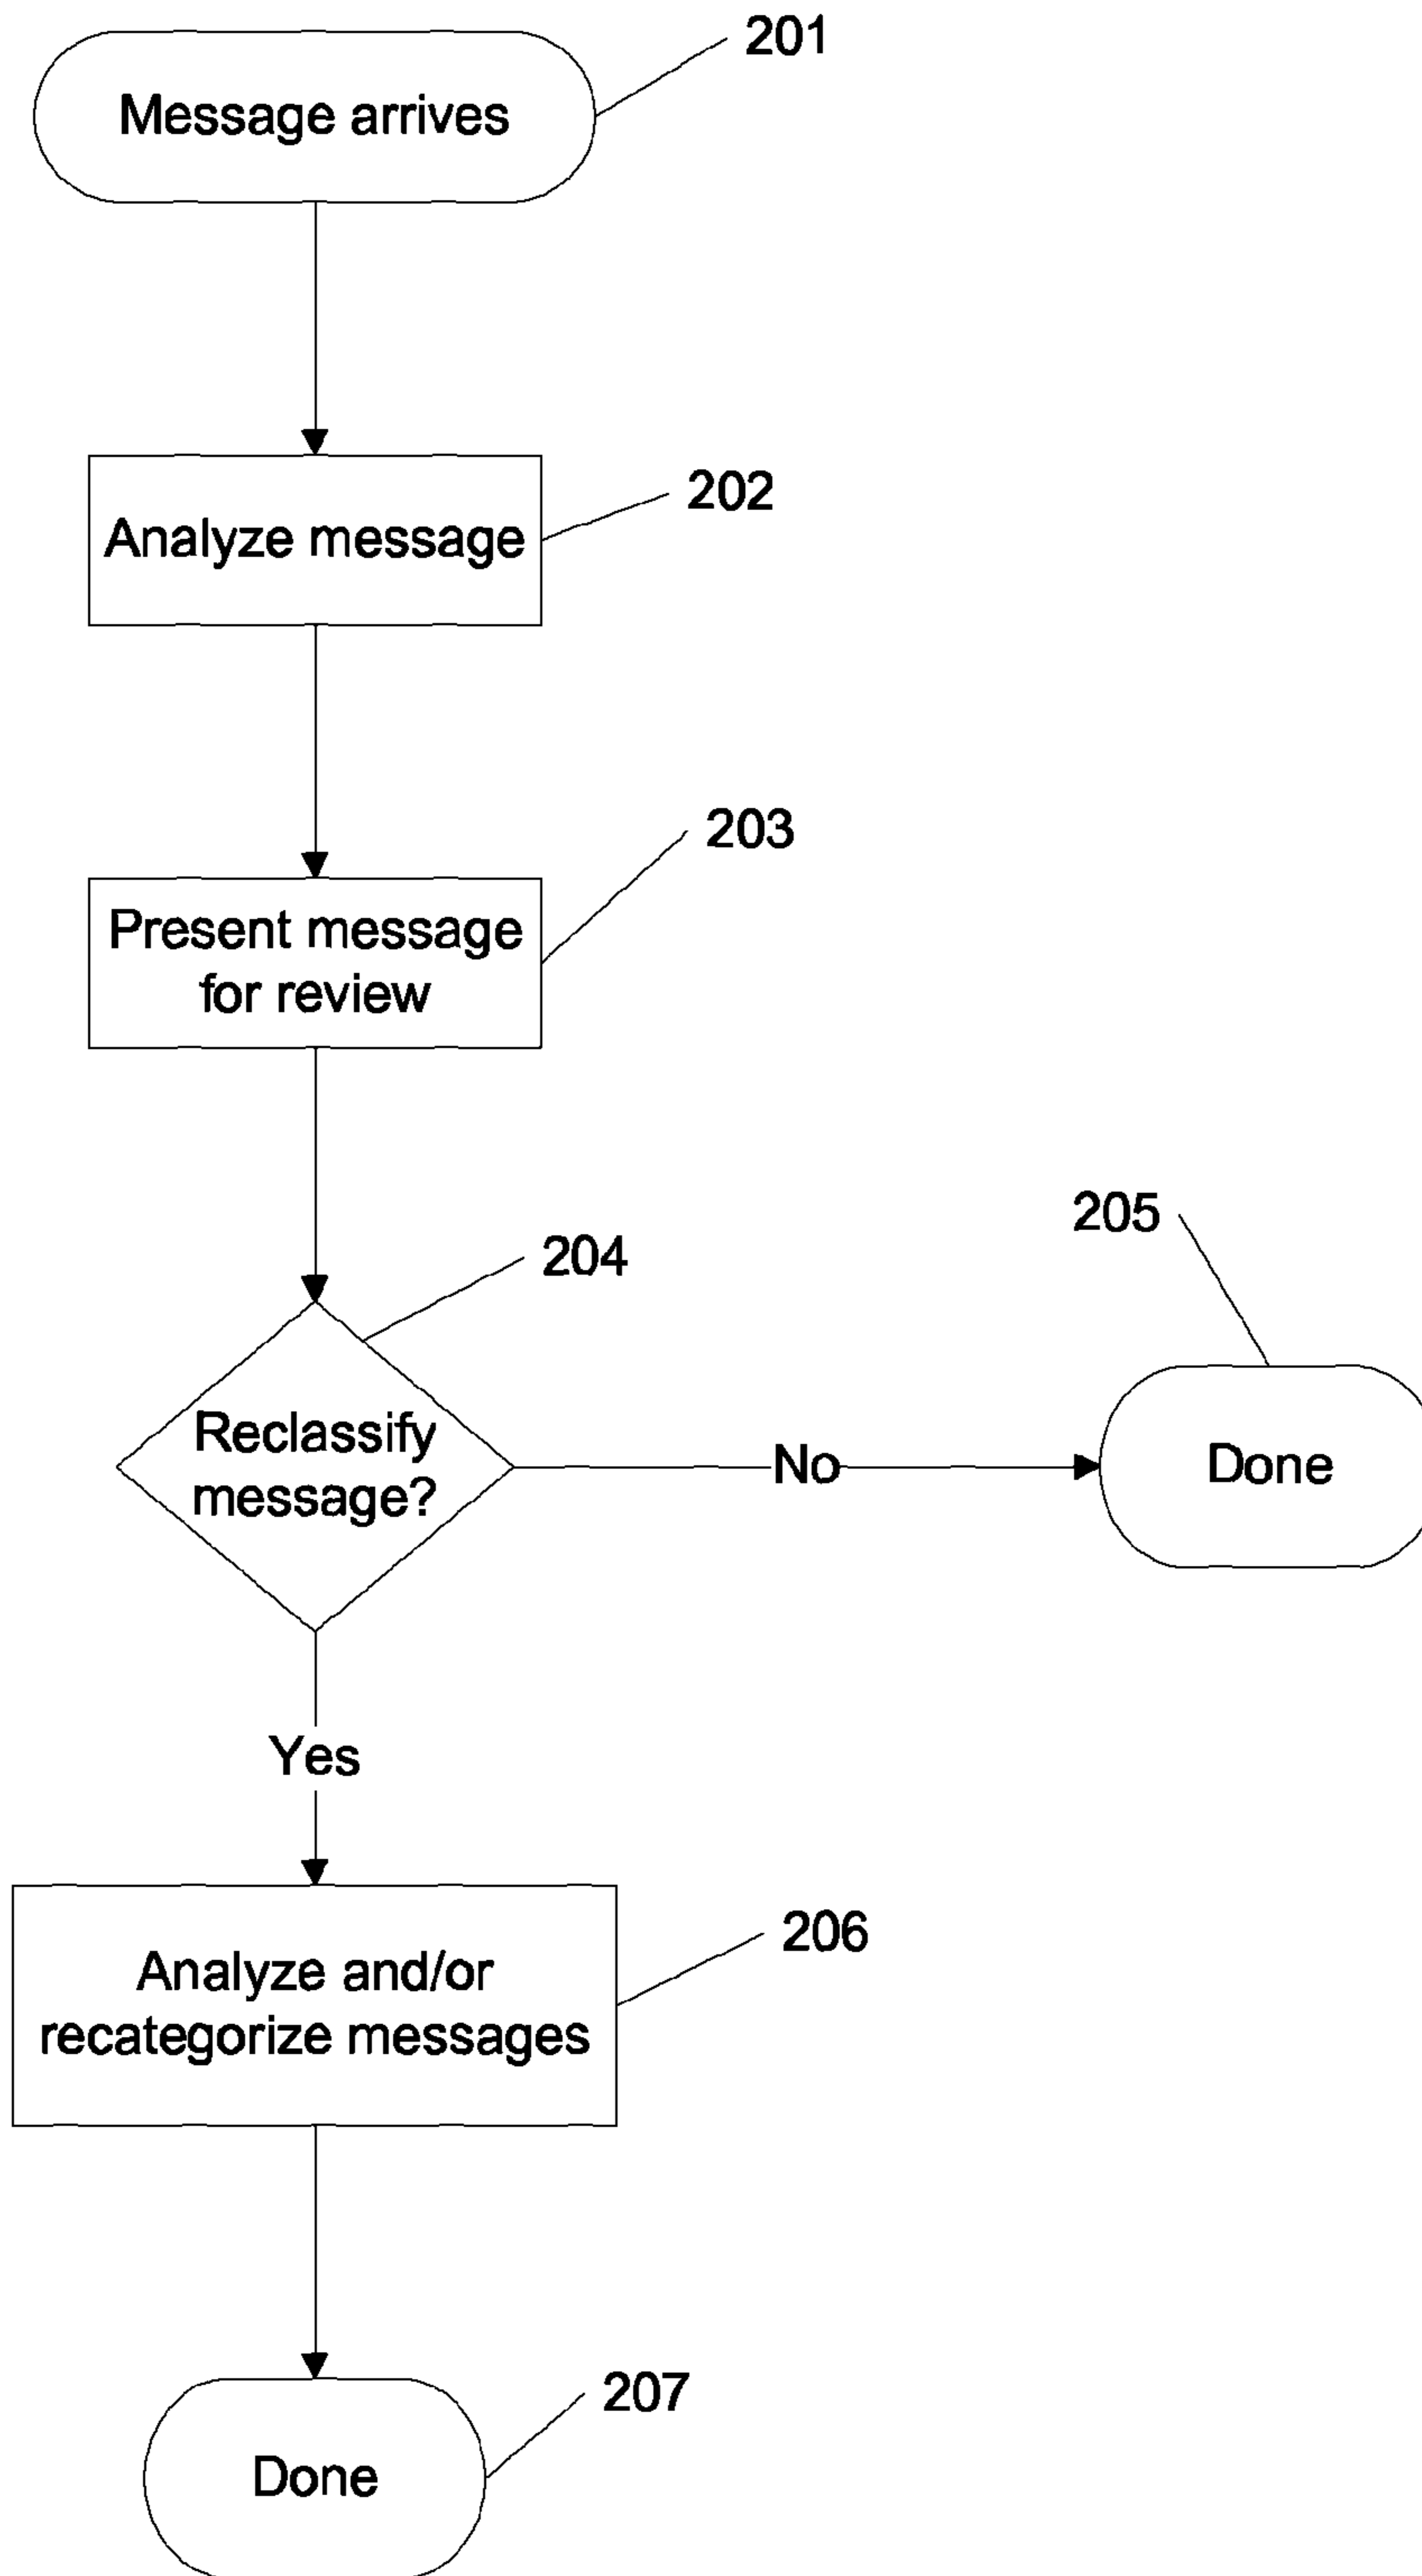 201
Message arrives
202
Analyze message
203
Present message
for review
204
205
Reclassify
message?
No
Done
Yes
206
Analyze and/or
recategorize messages
207
Done